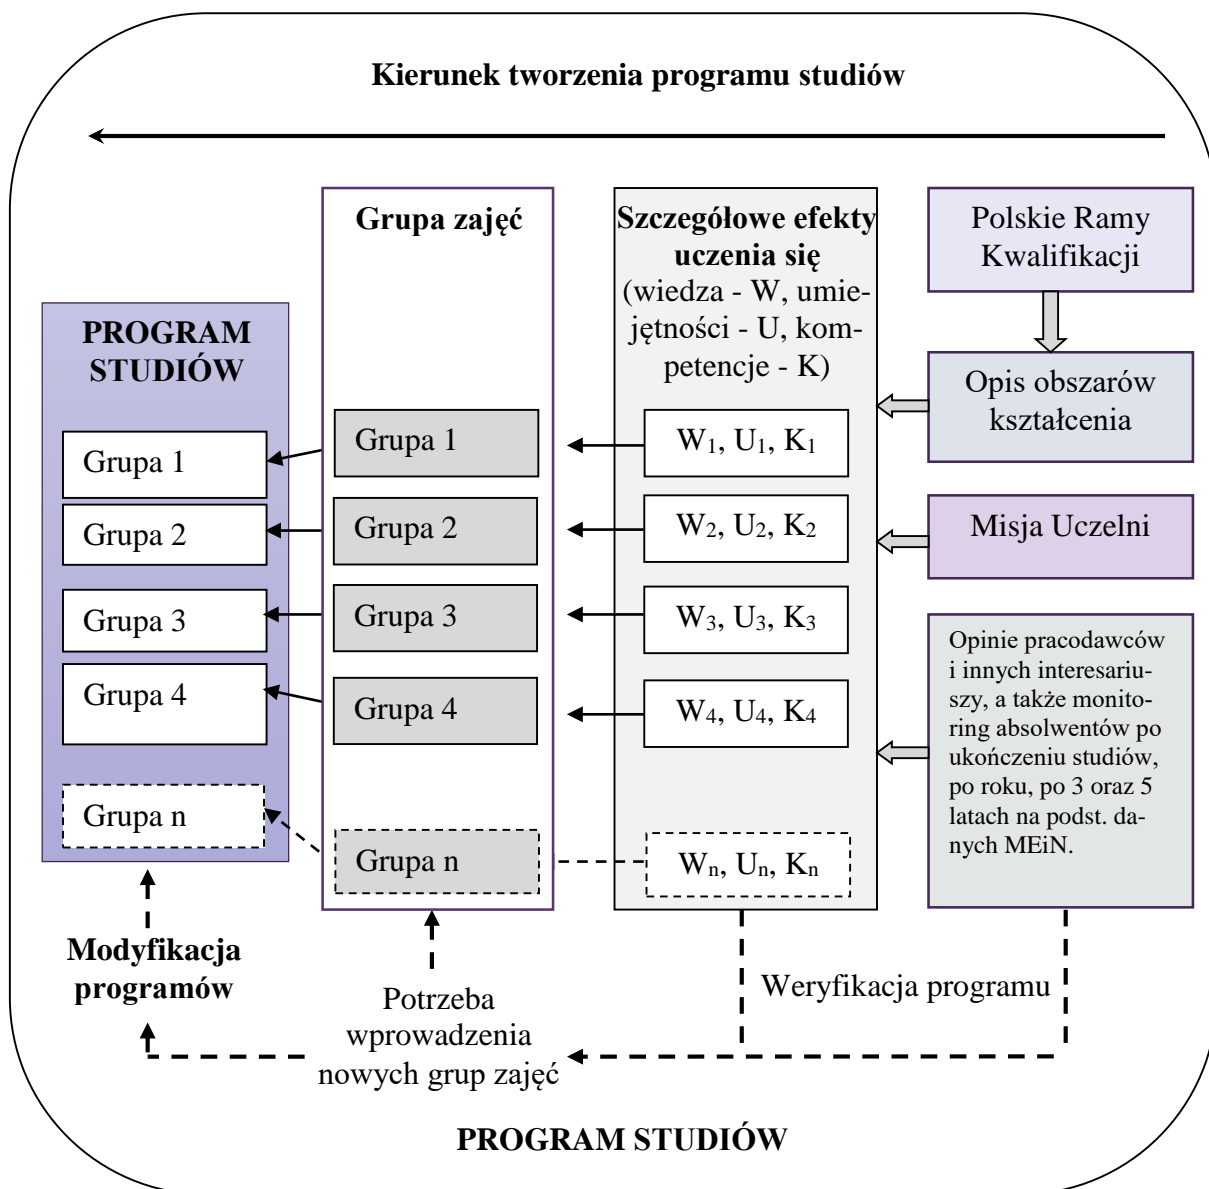 Kierunek tworzenia programu studiów
PROGRAM
STUDIÓW
Grupa 1
Grupa 2
Grupa 3
Grupa 4
Grupa n
Grupa zajęć
Grupa 1
Grupa 2
Grupa 3
Grupa 4
Grupa n
Szczegółowe efekty
uczenia się
(wiedza - W, umie-
jętności - U, kom-
petencje - K)
W₁, U₁, K₁
W₂, U₂, K₂
W₃, U₃, K₃
W₄, U₄, K₄
Wₙ, Uₙ, Kₙ
Polskie Ramy
Kwalifikacji
Opis obszarów
kształcenia
Misja Uczelni
Opinie pracodawców
i innych interesariu-
szy, a także monito-
ring absolwentów po
ukończeniu studiów,
po roku, po 3 oraz 5
latach na podst. da-
nych MEiN.
Modyfikacja
programów
Potrzeba
wprowadzenia
nowych grup zajęć
Weryfikacja programu
PROGRAM STUDIÓW